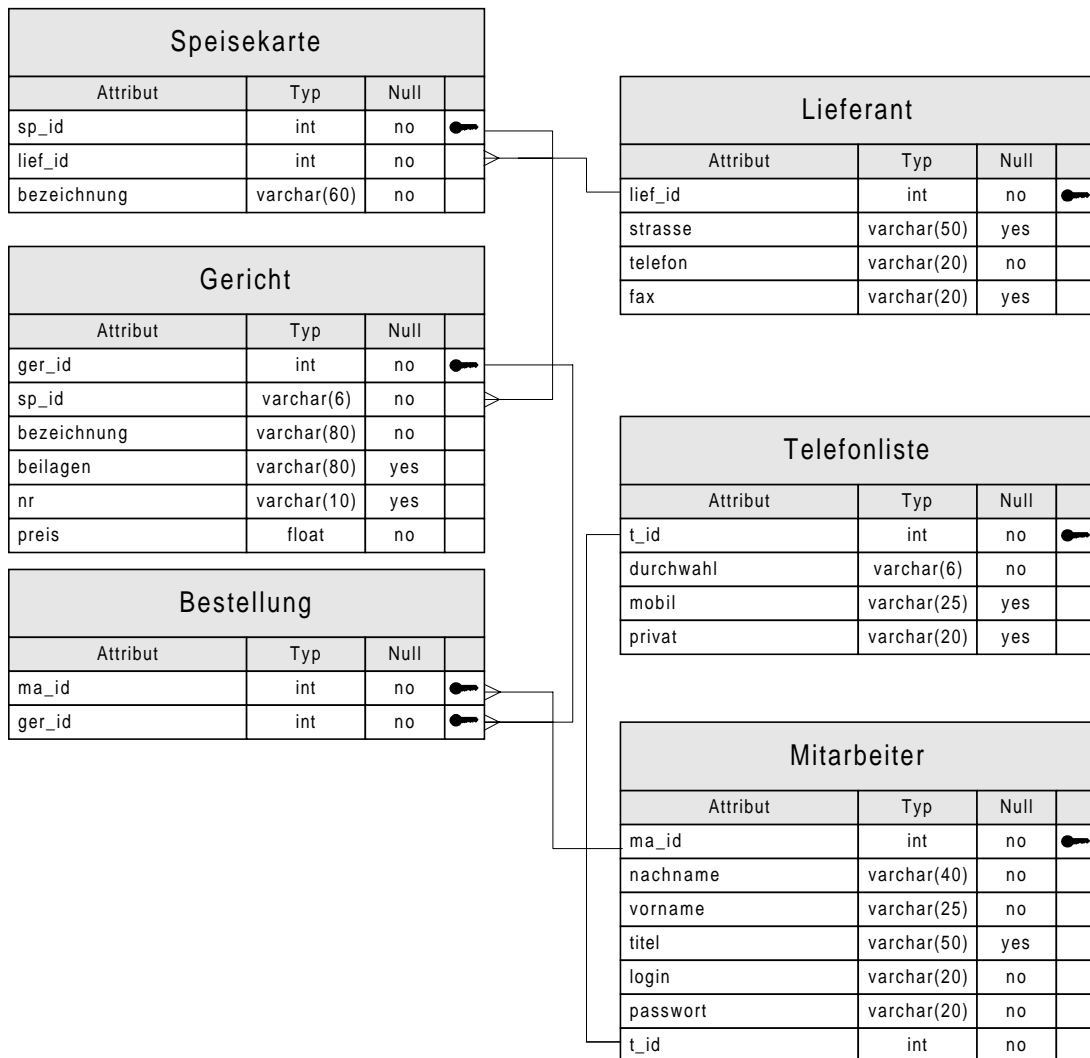 Speisekarte
Attribut Typ Null
sp_id int no
lief_id int no
bezeichnung varchar(60) no
Gericht
Attribut Typ Null
ger_id int no
sp_id varchar(6) no
bezeichnung varchar(80) no
beilagen varchar(80) yes
nr varchar(10) yes
preis float no
Bestellung
Attribut Typ Null
ma_id int no
ger_id int no
Lieferant
Attribut Typ Null
lief_id int no
strasse varchar(50) yes
telefon varchar(20) no
fax varchar(20) yes
Telefonliste
Attribut Typ Null
t_id int no
durchwahl varchar(6) no
mobil varchar(25) yes
privat varchar(20) yes
Mitarbeiter
Attribut Typ Null
ma_id int no
nachname varchar(40) no
vorname varchar(25) no
titel varchar(50) yes
login varchar(20) no
passwort varchar(20) no
t_id int no